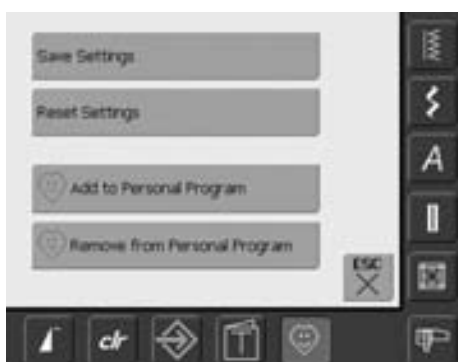 Save Settings
Reset Settings
Add to Personal Program
Remove from Personal Program
ESC
A
clr